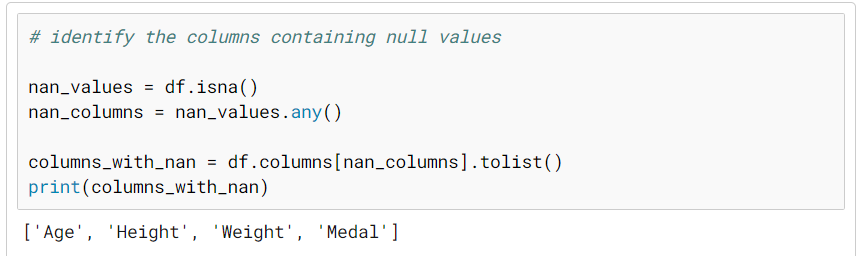 # identify the columns containing null values
nan_values = df.isna()
nan_columns = nan_values.any()
columns_with_nan = df.columns[nan_columns].tolist()
print(columns_with_nan)
['Age', 'Height', 'Weight', 'Medal']